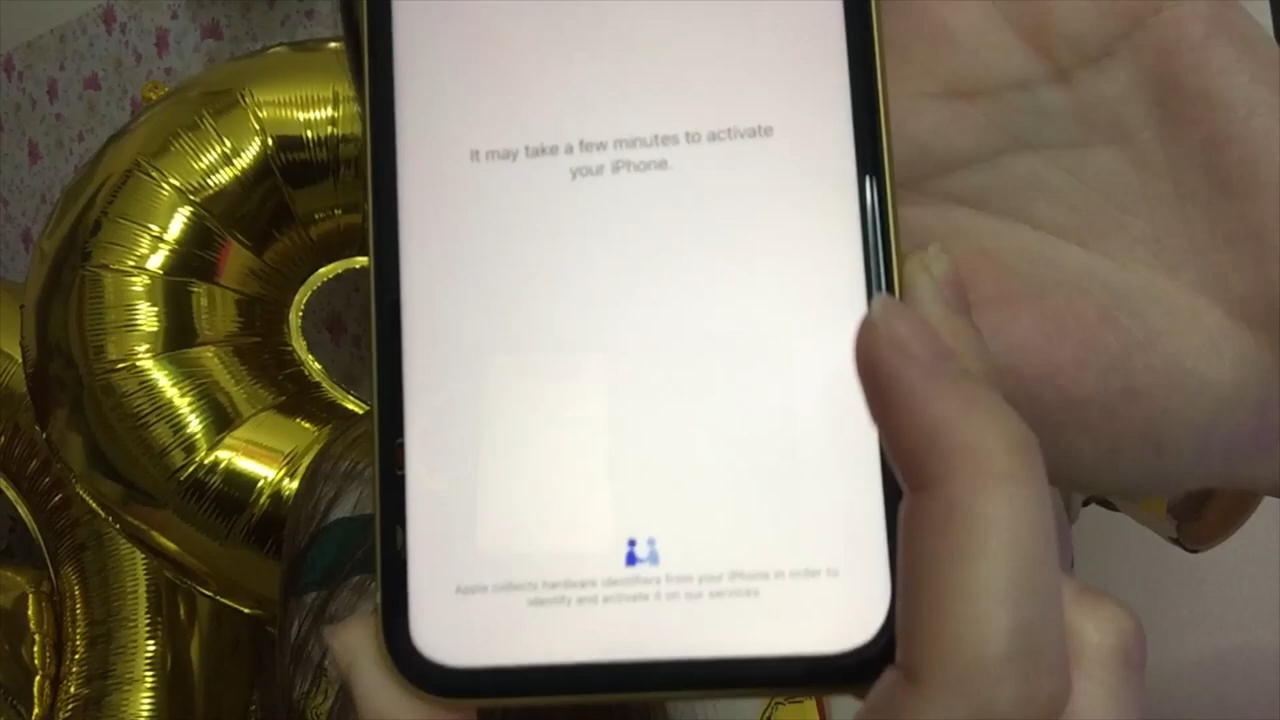 It may take a few minutes to activate
your iPhone.
Apple collects hardware identifiers from your iPhone in order to
identify and activate it on our services.